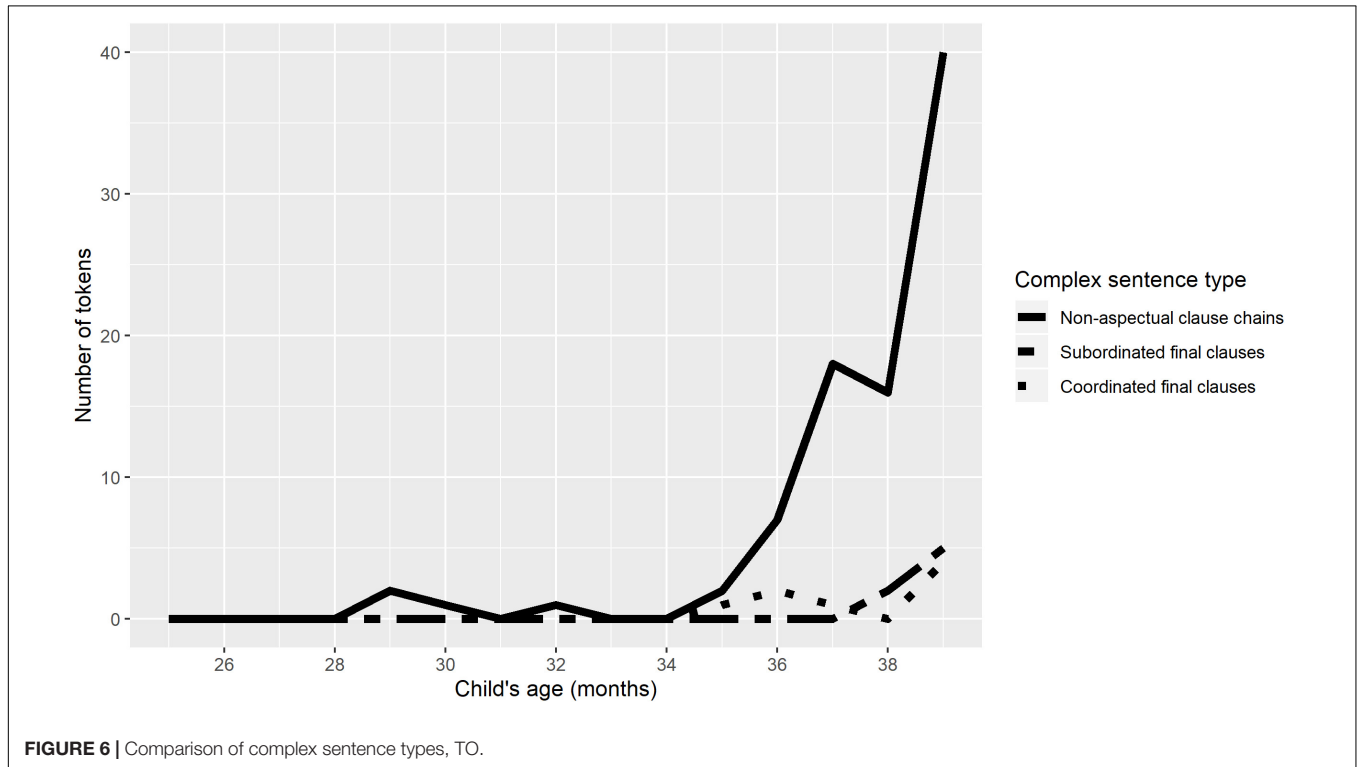 40
30
20
10
0
Number of tokens
26 28 30 32 34 36 38
Child's age (months)
Complex sentence type
Non-aspectual clause chains
Subordinated final clauses
Coordinated final clauses
FIGURE 6 | Comparison of complex sentence types, TO.